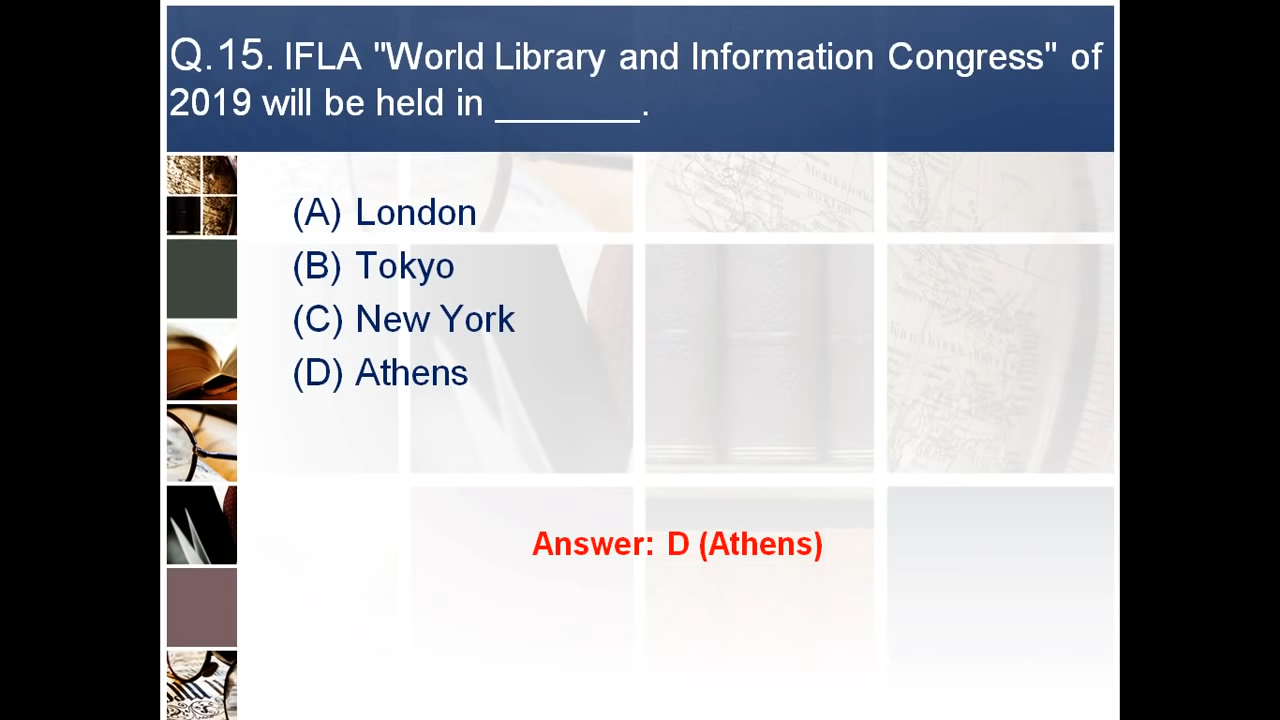 Q.15. IFLA "World Library and Information Congress" of
2019 will be held in _______.
(A) London
(B) Tokyo
(C) New York
(D) Athens
Answer: D (Athens)